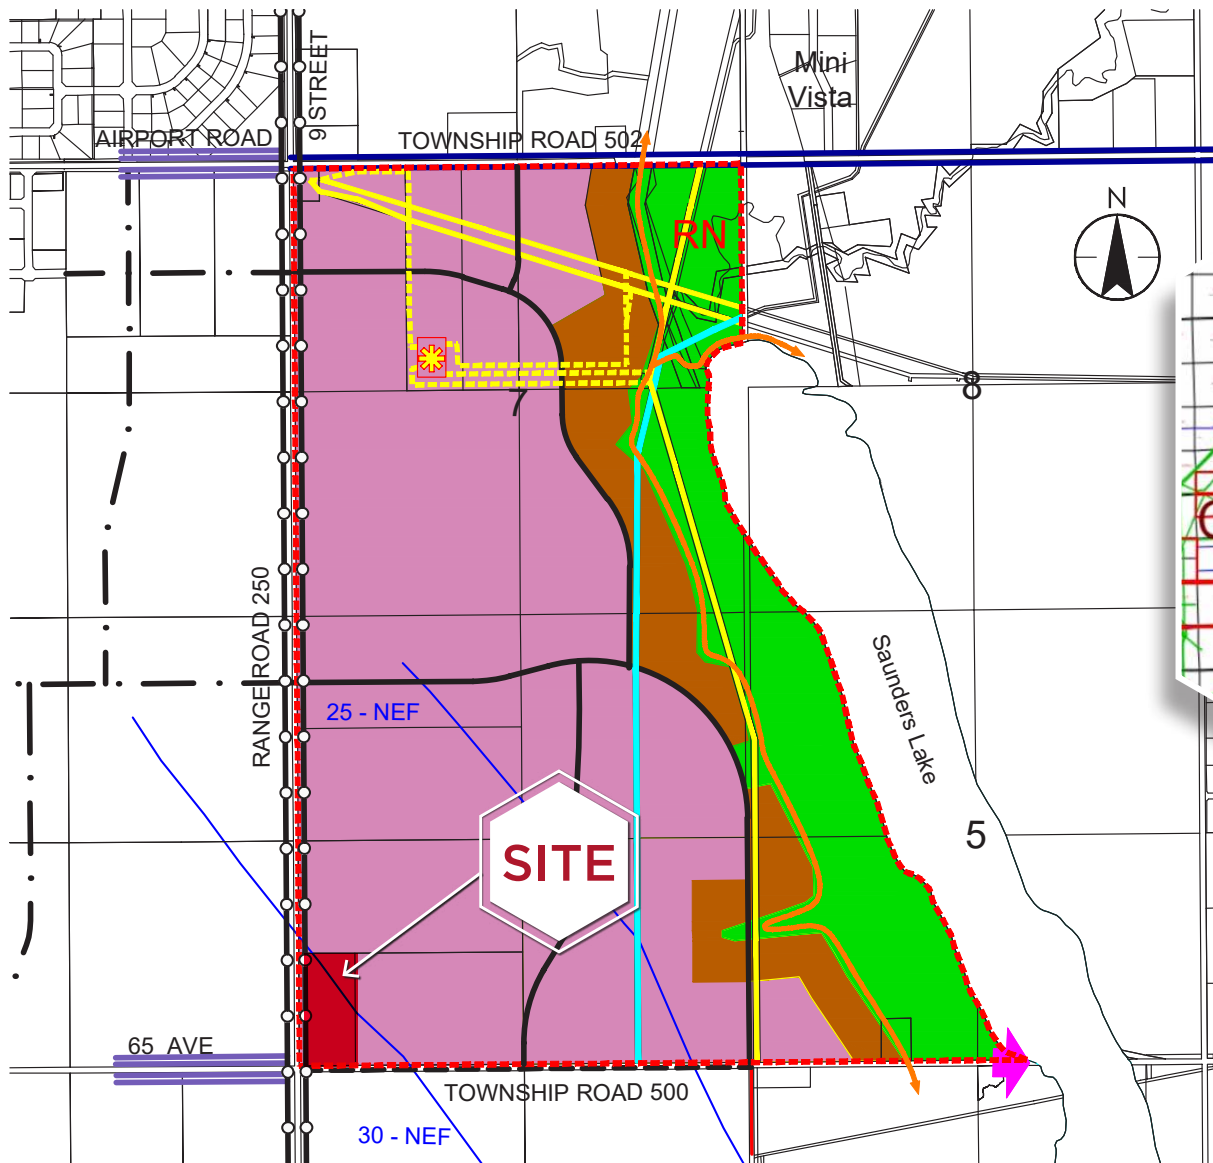 Mini
Vista
9 STREET
AIRPORT ROAD
TOWNSHIP ROAD 502
N
RN
8
7
RANGE ROAD 250
Saunders Lake
25 - NEF
5
SITE
65 AVE
TOWNSHIP ROAD 500
30 - NEF